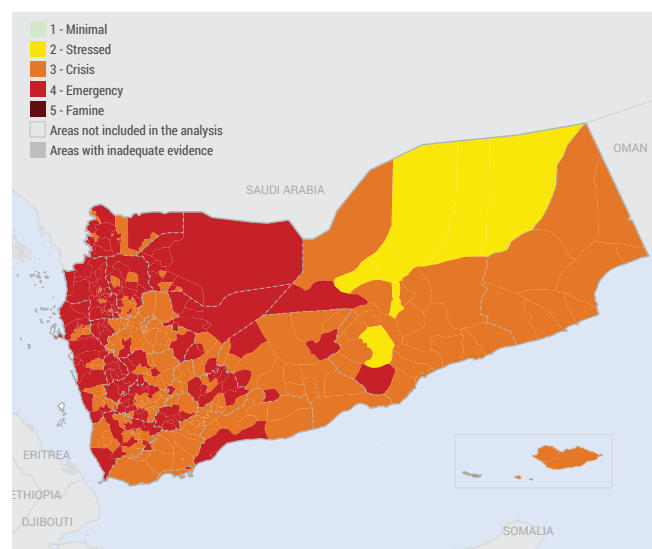 1 - Minimal
2 - Stressed
3 - Crisis
4 - Emergency
5 - Famine
Areas not included in the analysis
Areas with inadequate evidence
OMAN
SAUDI ARABIA
ERITREA
ETHIOPIA
DJIBOUTI
SOMALIA